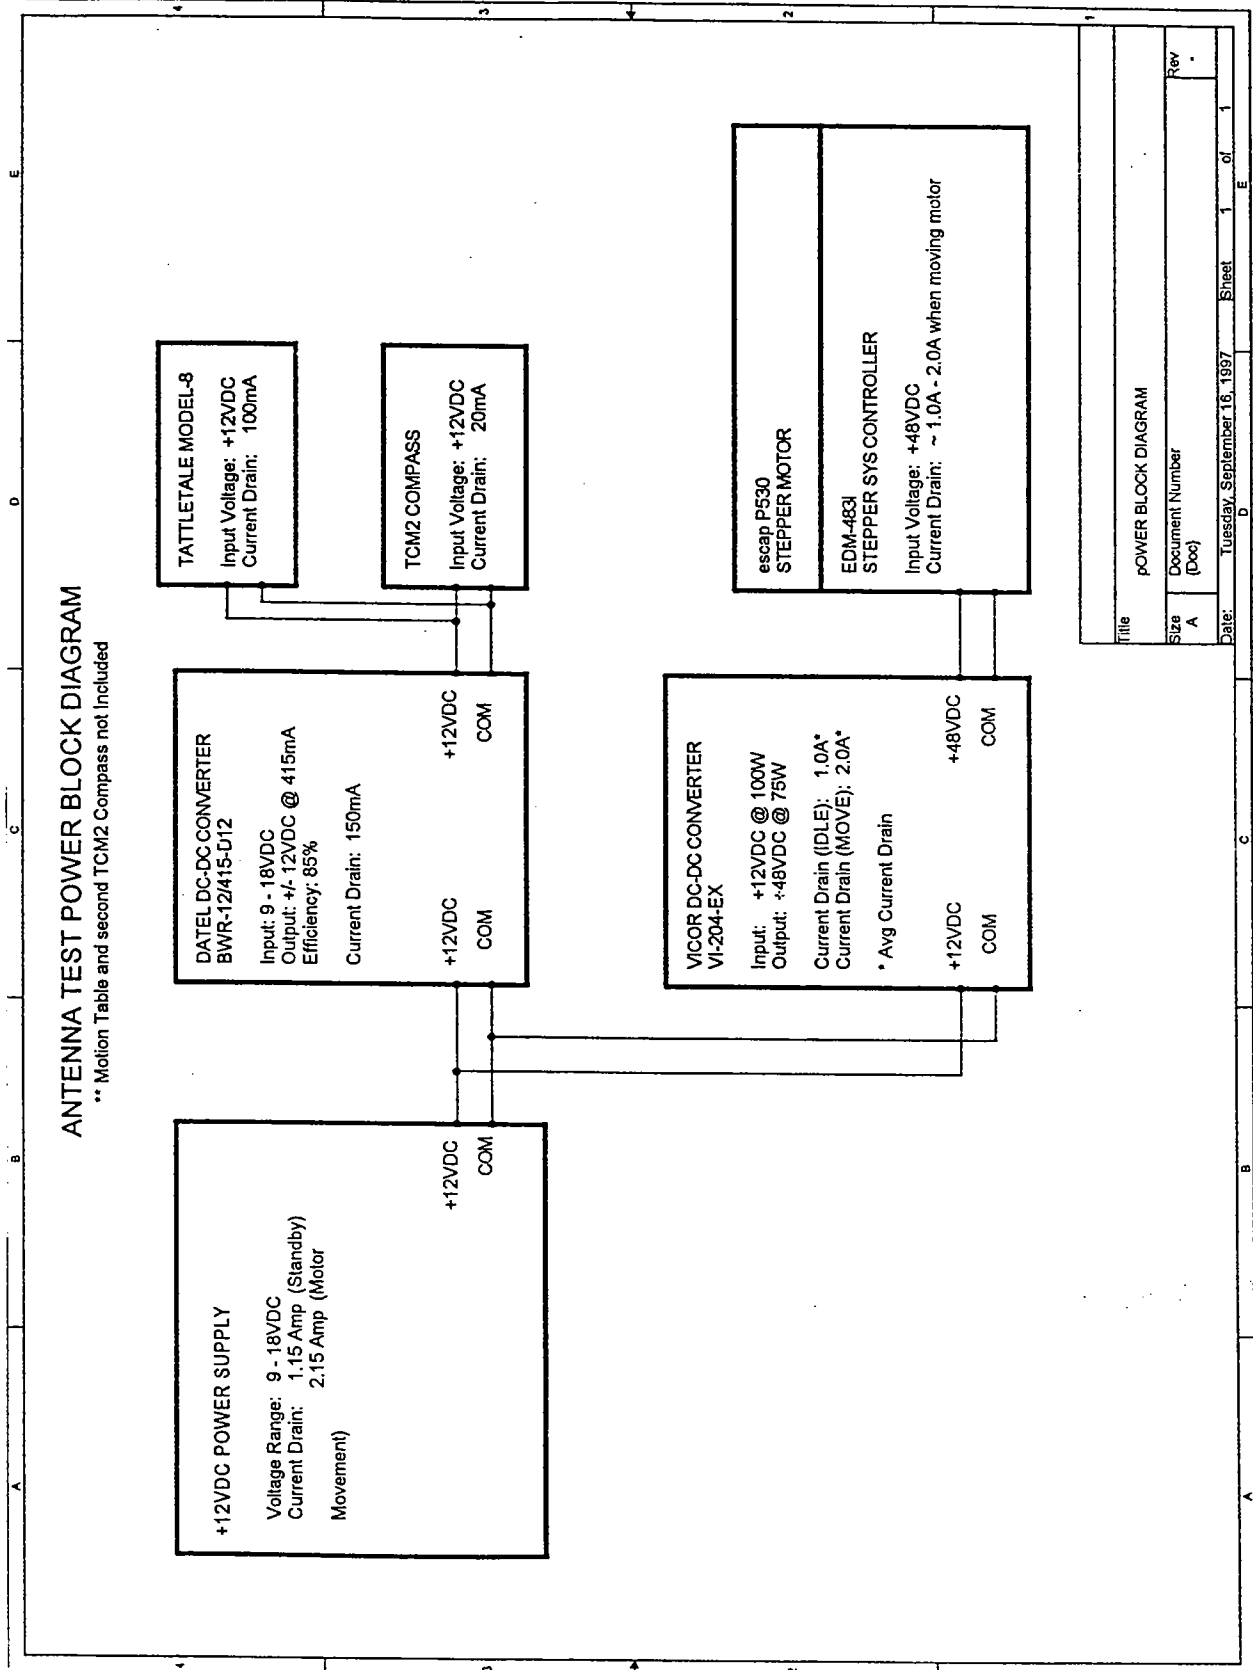 ANTENNA TEST POWER BLOCK DIAGRAM
** Motion Table and second TCM2 Compass not Included
+12VDC POWER SUPPLY
Voltage Range: 9 - 18VDC
Current Drain: 1.15 Amp (Standby)
2.15 Amp (Motor
Movement)
+12VDC
COM
DATEL DC-DC CONVERTER
BWR-12/415-D12
Input: 9 - 18VDC
Output: +/- 12VDC @ 415mA
Efficiency: 85%
Current Drain: 150mA
+12VDC +12VDC
COM COM
TATTLETALE MODEL-8
Input Voltage: +12VDC
Current Drain: 100mA
TCM2 COMPASS
Input Voltage: +12VDC
Current Drain: 20mA
VICOR DC-DC CONVERTER
VI-204-EX
Input: +12VDC @ 100W
Output: +48VDC @ 75W
Current Drain (IDLE): 1.0A*
Current Drain (MOVE): 2.0A*
* Avg Current Drain
+12VDC +48VDC
COM COM
escap P530
STEPPER MOTOR
EDM-483I
STEPPER SYS CONTROLLER
Input Voltage: +48VDC
Current Drain: ~ 1.0A - 2.0A when moving motor
Title
pOWER BLOCK DIAGRAM
Size Document Number Rev
A {Doc} -
Date: Tuesday, September 16, 1997 Sheet 1 of 1
A B C D E
A B C D E
4 3 2 1
4 3 2